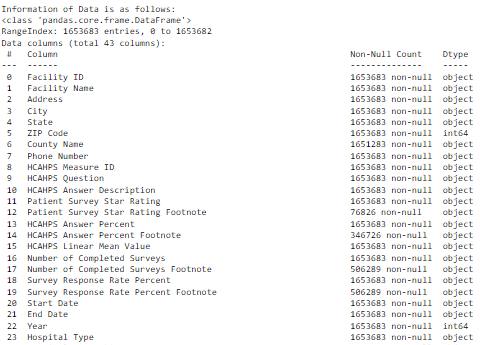 Information of Data is as follows:
<class 'pandas.core.frame.DataFrame'>
RangeIndex: 1653683 entries, 0 to 1653682
Data columns (total 43 columns):
 #   Column                                  Non-Null Count    Dtype
---  ------                                  --------------    -----
 0   Facility ID                             1653683 non-null  object
 1   Facility Name                           1653683 non-null  object
 2   Address                                 1653683 non-null  object
 3   City                                    1653683 non-null  object
 4   State                                   1653683 non-null  object
 5   ZIP Code                                1653683 non-null  int64
 6   County Name                             1651283 non-null  object
 7   Phone Number                            1653683 non-null  object
 8   HCAHPS Measure ID                       1653683 non-null  object
 9   HCAHPS Question                         1653683 non-null  object
 10  HCAHPS Answer Description               1653683 non-null  object
 11  Patient Survey Star Rating              1653683 non-null  object
 12  Patient Survey Star Rating Footnote     76826 non-null    object
 13  HCAHPS Answer Percent                   1653683 non-null  object
 14  HCAHPS Answer Percent Footnote          346726 non-null   object
 15  HCAHPS Linear Mean Value                1653683 non-null  object
 16  Number of Completed Surveys             1653683 non-null  object
 17  Number of Completed Surveys Footnote    506289 non-null   object
 18  Survey Response Rate Percent            1653683 non-null  object
 19  Survey Response Rate Percent Footnote   506289 non-null   object
 20  Start Date                              1653683 non-null  object
 21  End Date                                1653683 non-null  object
 22  Year                                    1653683 non-null  int64
 23  Hospital Type                           1653683 non-null  object